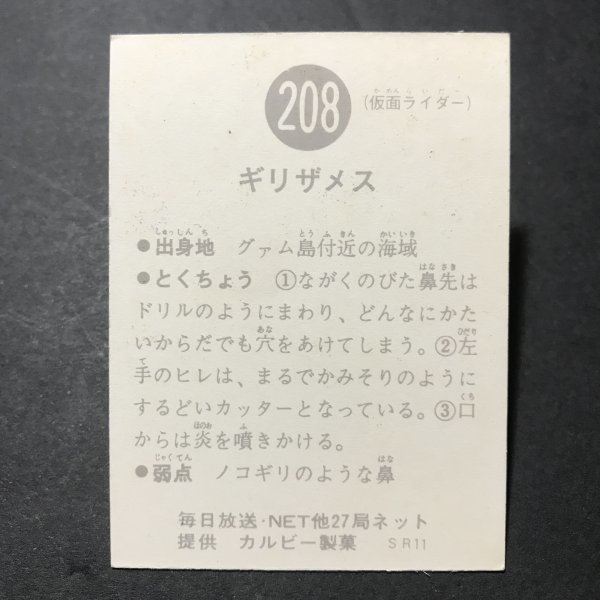 208
(仮面ライダー)
ギリザメス
●出身地 グァム島付近の海域
●とくちょう ①ながくのびた鼻先は
ドリルのようにまわり、どんなにかた
いからだでも穴をあけてしまう。②左
手のヒレは、まるでかみそりのように
するどいカッターとなっている。③口
からは炎を噴きかける。
●弱点 ノコギリのような鼻
毎日放送・NET他27局ネット
提供 カルビー製菓 SR11